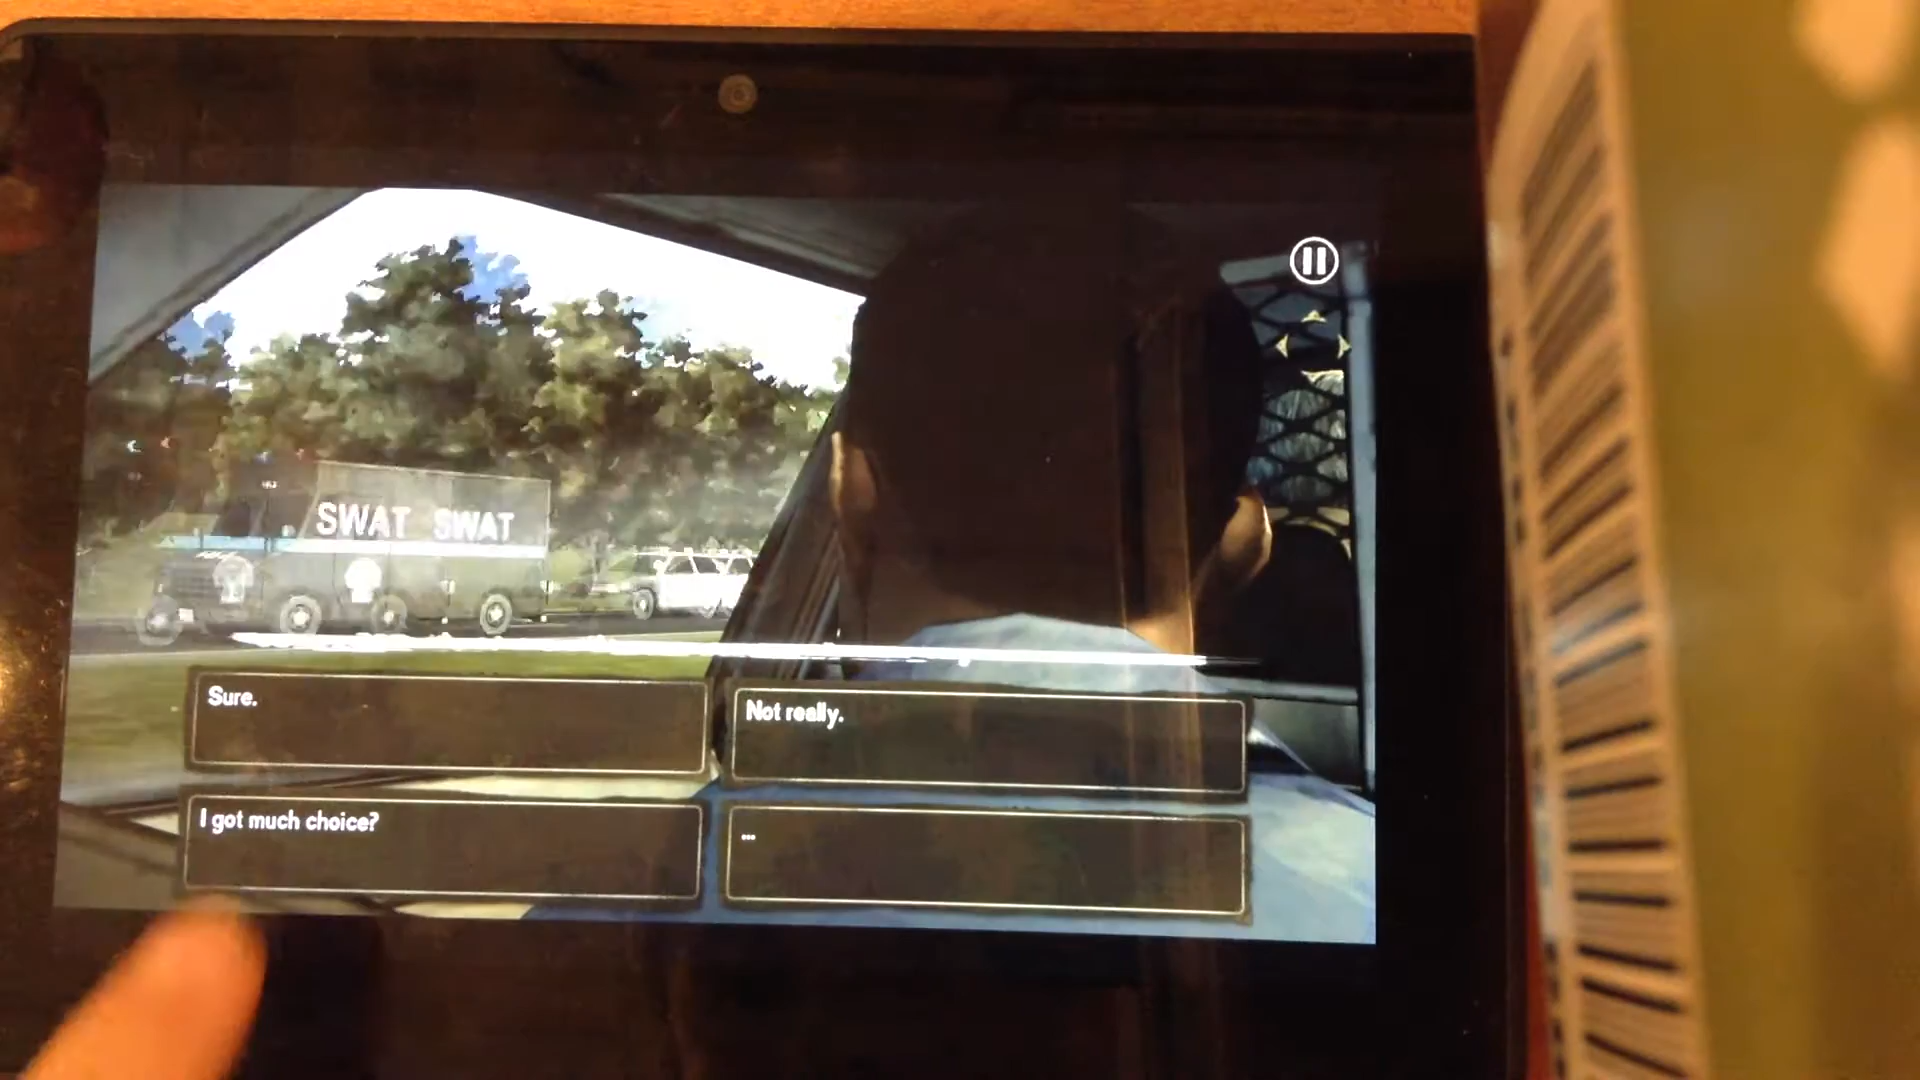 SWAT SWAT
Sure.
Not really.
I got much choice?
...